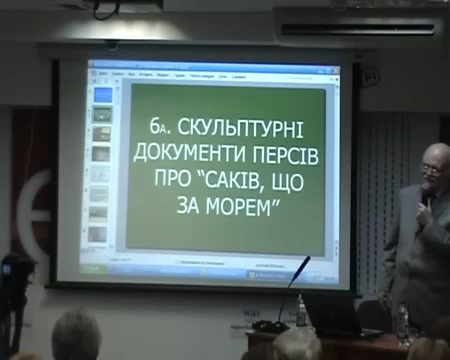 6А. СКУЛЬПТУРНІ
ДОКУМЕНТИ ПЕРСІВ
ПРО “САКІВ, ЩО
ЗА МОРЕМ”